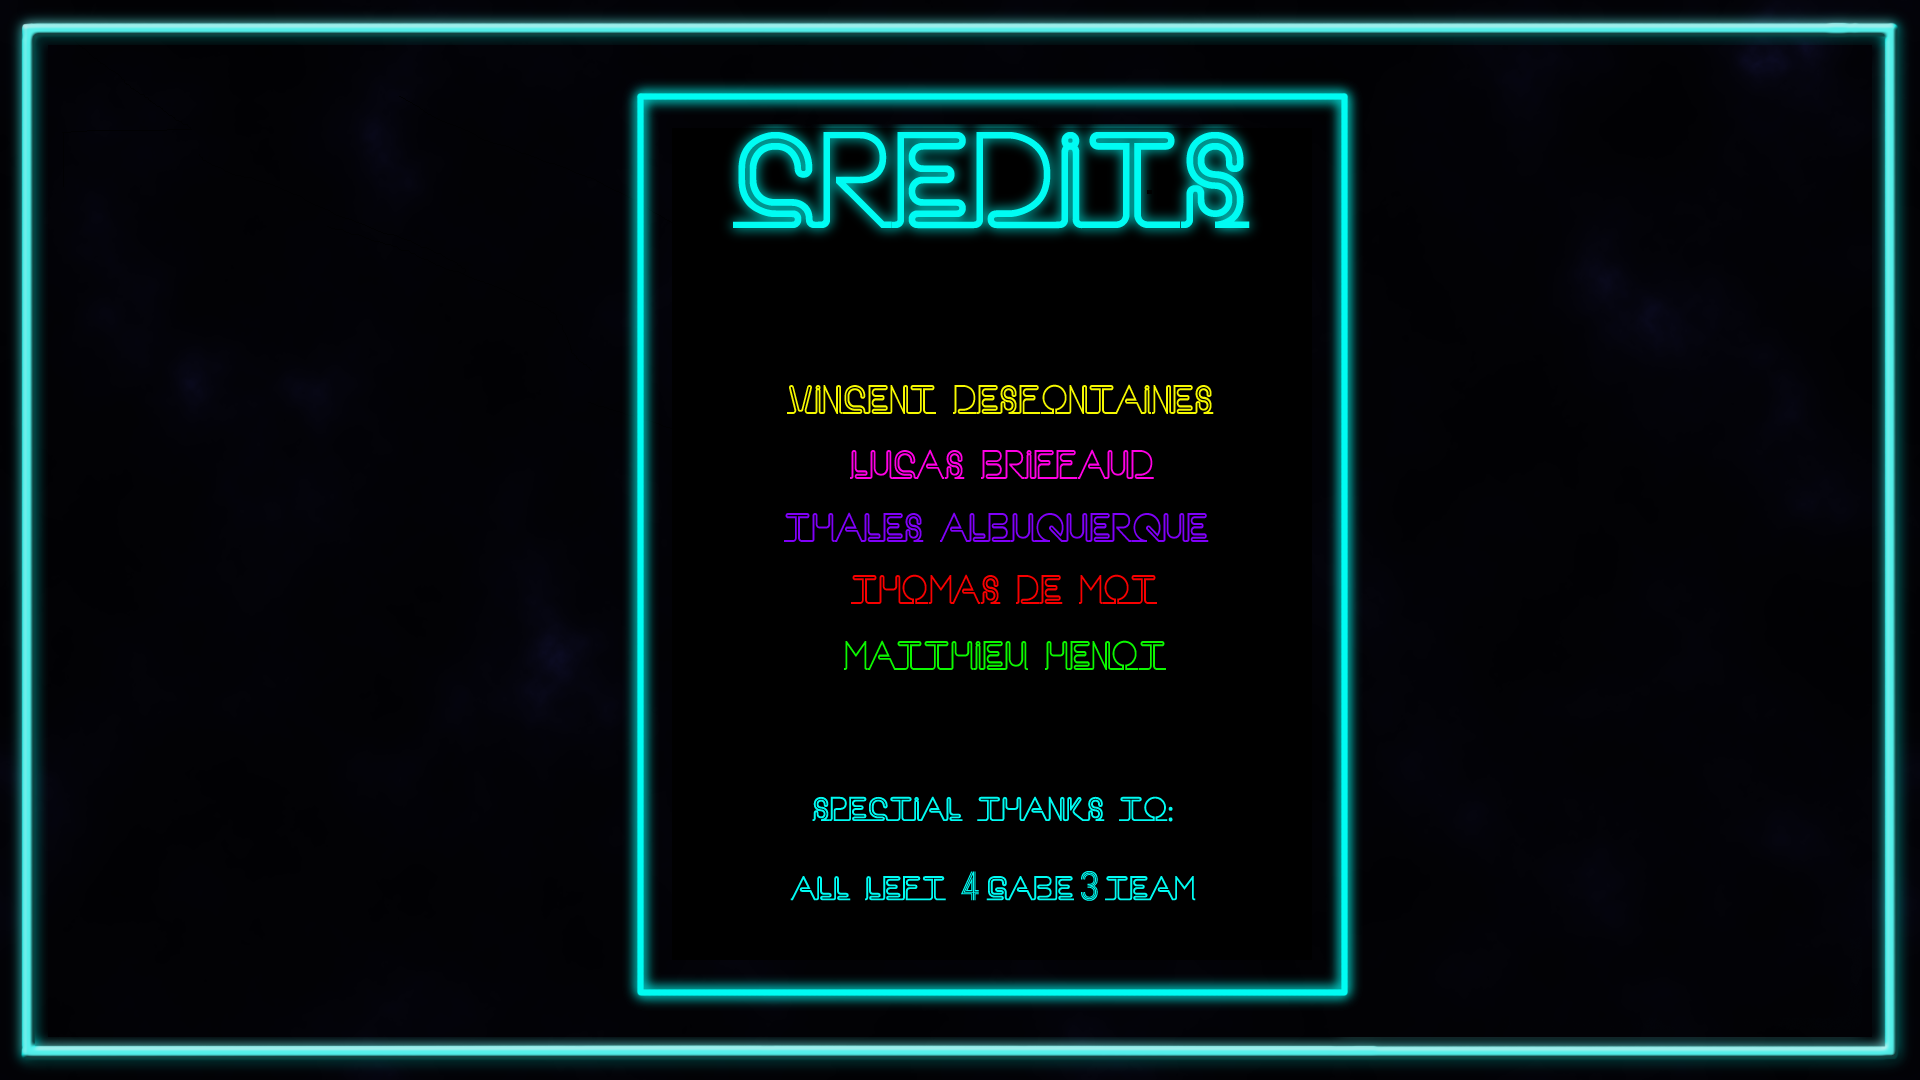 CREDITS
VINCENT DESFONTAINES
LUCAS BRIFFAUD
THALES ALBUQUERQUE
THOMAS DE MOT
MATTHIEU HENOT
SPECTIAL THANKS TO:
ALL LEFT 4 GABE 3 TEAM